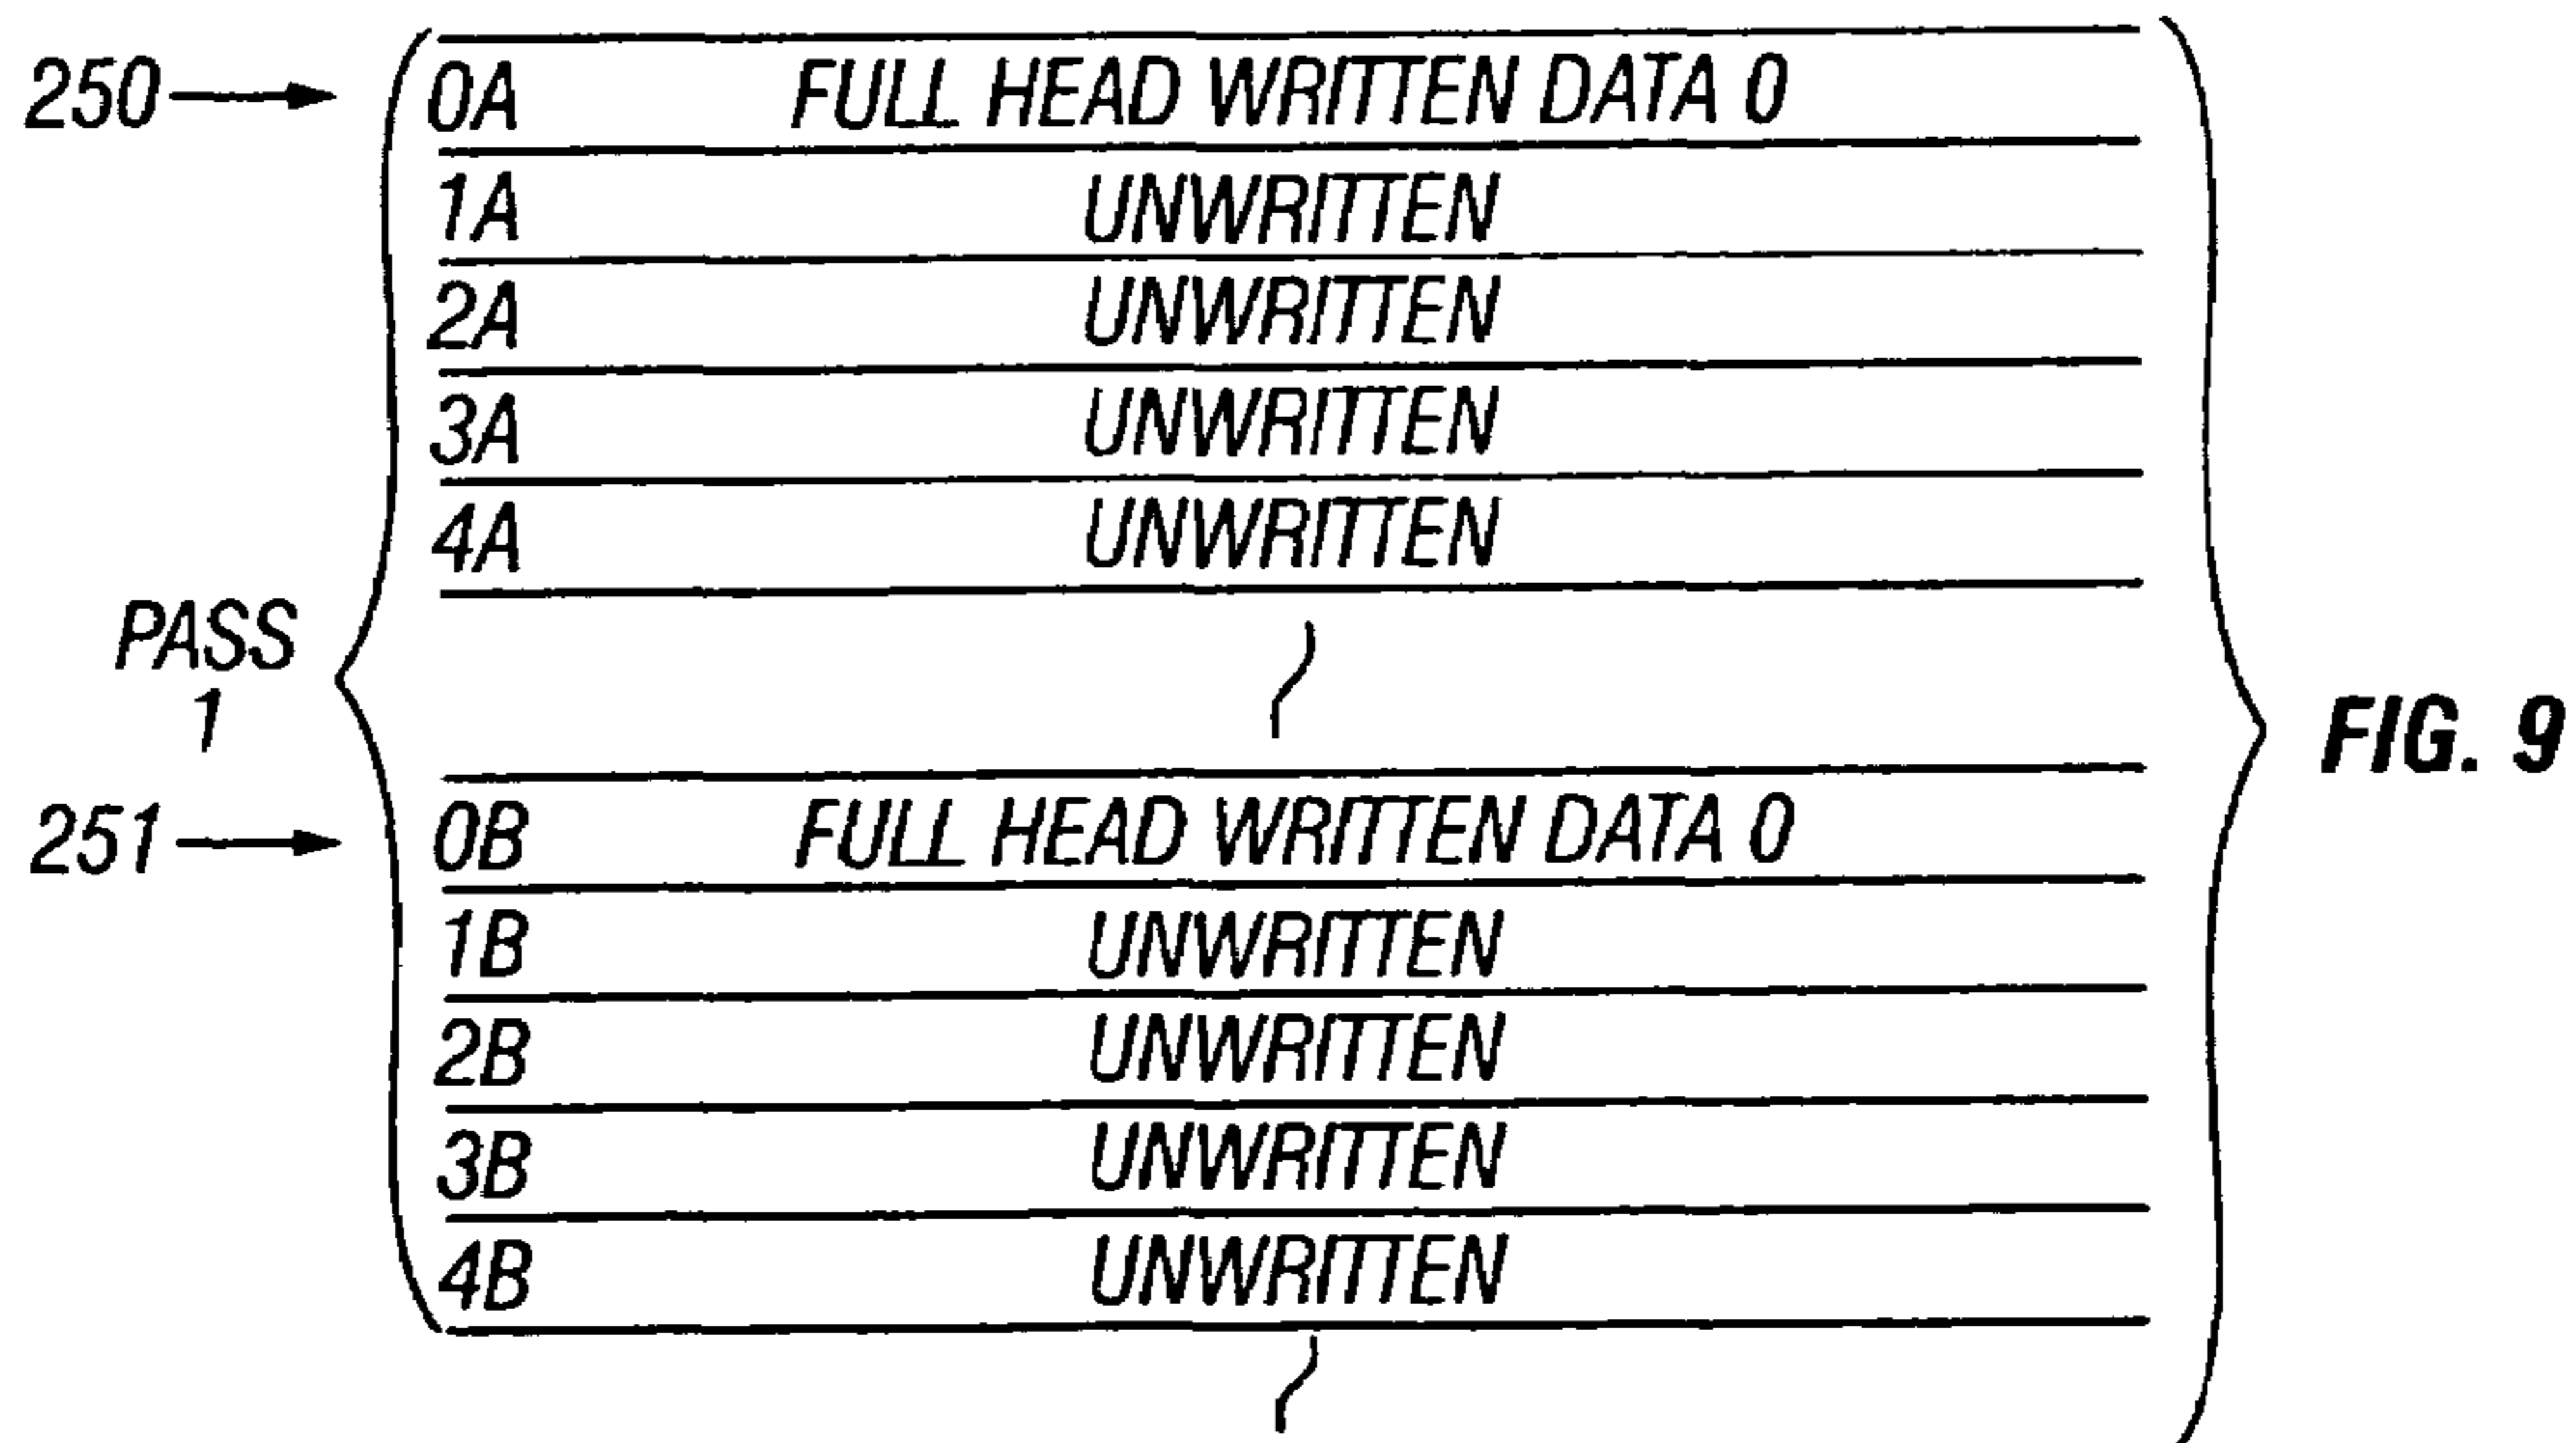 250 0A FULL HEAD WRITTEN DATA 0
1A UNWRITTEN
2A UNWRITTEN
3A UNWRITTEN
4A UNWRITTEN
PASS
1
FIG. 9
251 0B FULL HEAD WRITTEN DATA 0
1B UNWRITTEN
2B UNWRITTEN
3B UNWRITTEN
4B UNWRITTEN